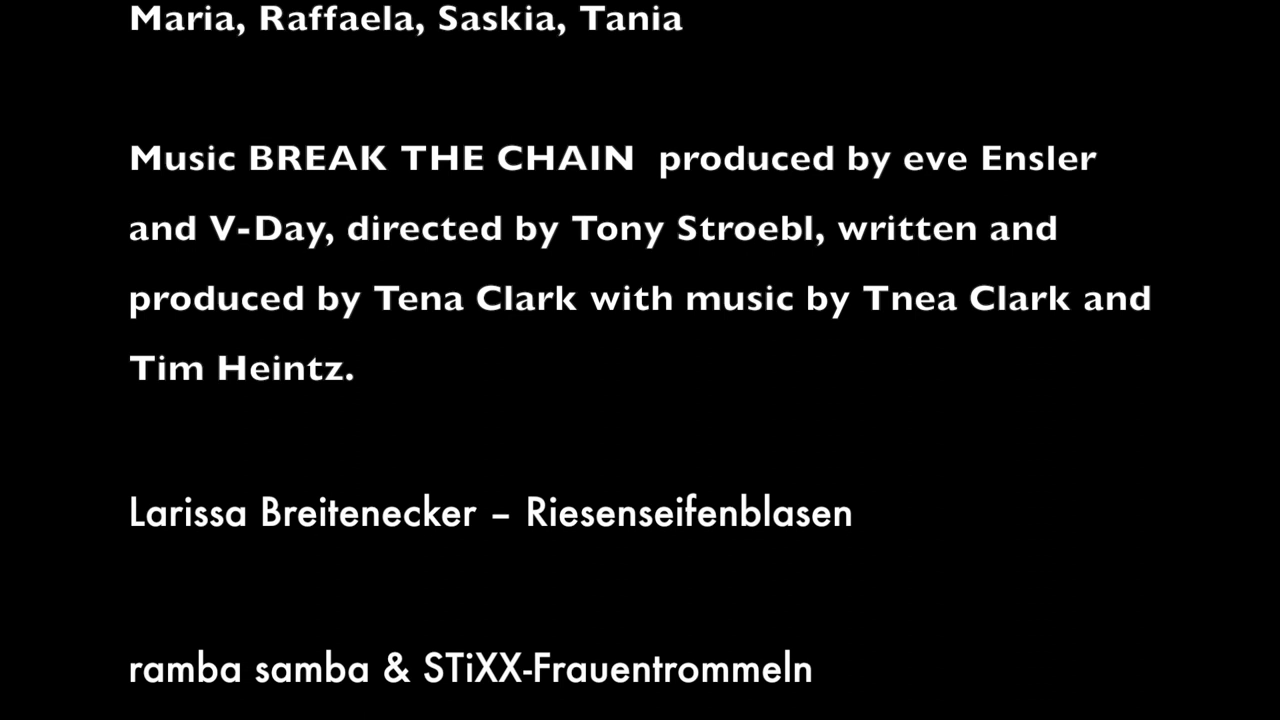 Maria, Raffaela, Saskia, Tania
Music BREAK THE CHAIN  produced by eve Ensler
and V-Day, directed by Tony Stroebl, written and
produced by Tena Clark with music by Tnea Clark and
Tim Heintz.
Larissa Breitenecker – Riesenseifenblasen
ramba samba & STiXX-Frauentrommeln